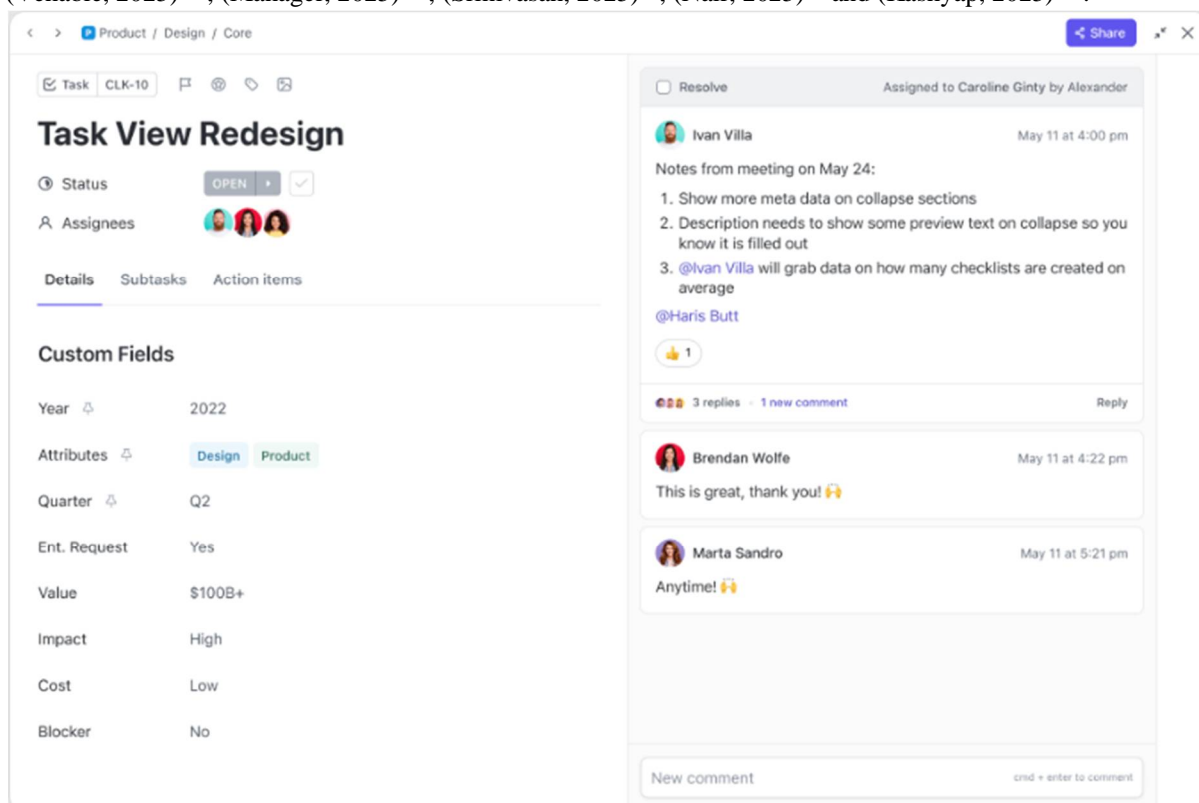 Product / Design / Core
Share
Task CLK-10
Task View Redesign
Status OPEN
Assignees
Details Subtasks Action items
Custom Fields
Year 2022
Attributes Design Product
Quarter Q2
Ent. Request Yes
Value $100B+
Impact High
Cost Low
Blocker No
Resolve Assigned to Caroline Ginty by Alexander
Ivan Villa May 11 at 4:00 pm
Notes from meeting on May 24:
1. Show more meta data on collapse sections
2. Description needs to show some preview text on collapse so you
know it is filled out
3. @Ivan Villa will grab data on how many checklists are created on
average
@Haris Butt
👍 1
3 replies 1 new comment Reply
Brendan Wolfe May 11 at 4:22 pm
This is great, thank you! 🙌
Marta Sandro May 11 at 5:21 pm
Anytime! 🙌
New comment cmd + enter to comment